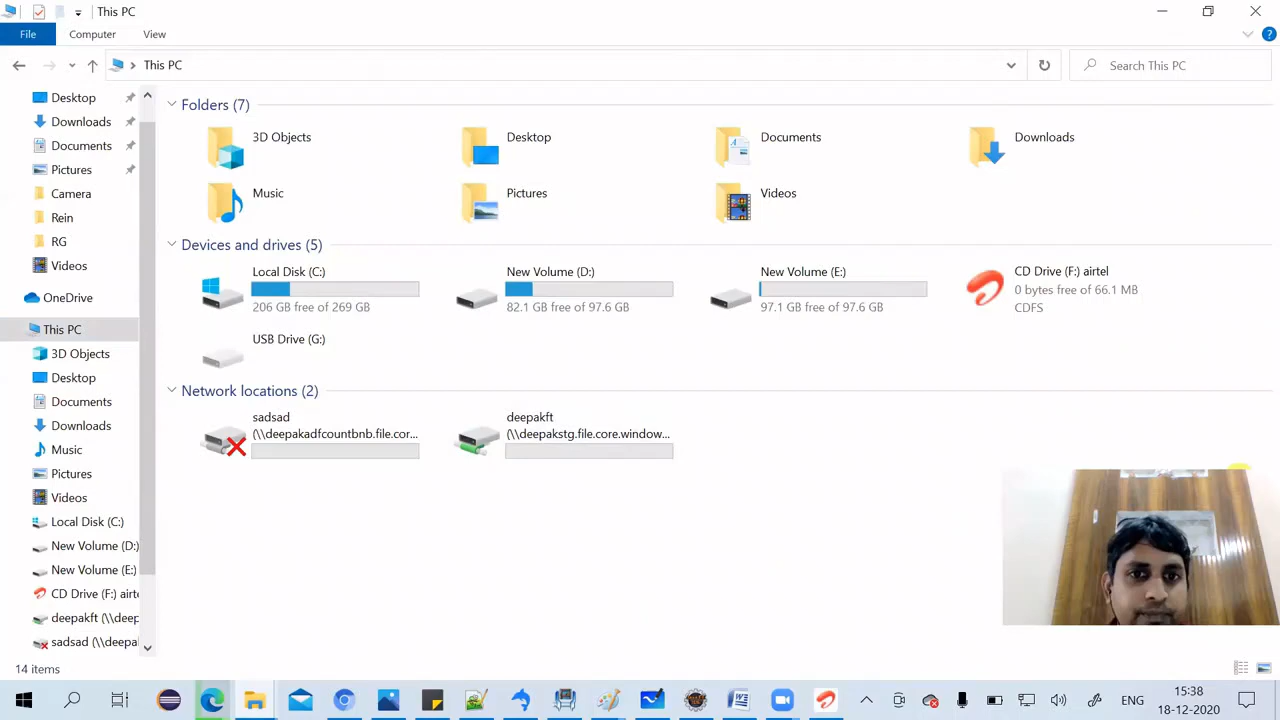 This PC
File
Computer
View
This PC
Search This PC
Desktop
Downloads
Documents
Pictures
Camera
Rein
RG
Videos
OneDrive
This PC
3D Objects
Desktop
Documents
Downloads
Music
Pictures
Videos
Local Disk (C:)
New Volume (D:)
New Volume (E:)
CD Drive (F:) airte
deepakft (\\deep
sadsad (\\deepa
Folders (7)
3D Objects
Desktop
Documents
Downloads
Music
Pictures
Videos
Devices and drives (5)
Local Disk (C:)
206 GB free of 269 GB
New Volume (D:)
82.1 GB free of 97.6 GB
New Volume (E:)
97.1 GB free of 97.6 GB
CD Drive (F:) airtel
0 bytes free of 66.1 MB
CDFS
USB Drive (G:)
Network locations (2)
sadsad
(\\deepakadfcountbnb.file.cor...
deepakft
(\\deepakstg.file.core.window...
14 items
ENG
15:38
18-12-2020